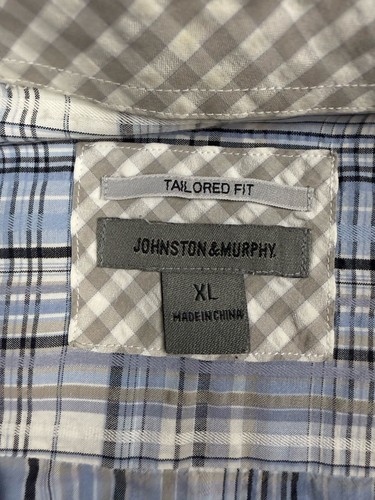 TAILORED FIT
JOHNSTON & MURPHY.
XL
MADE IN CHINA